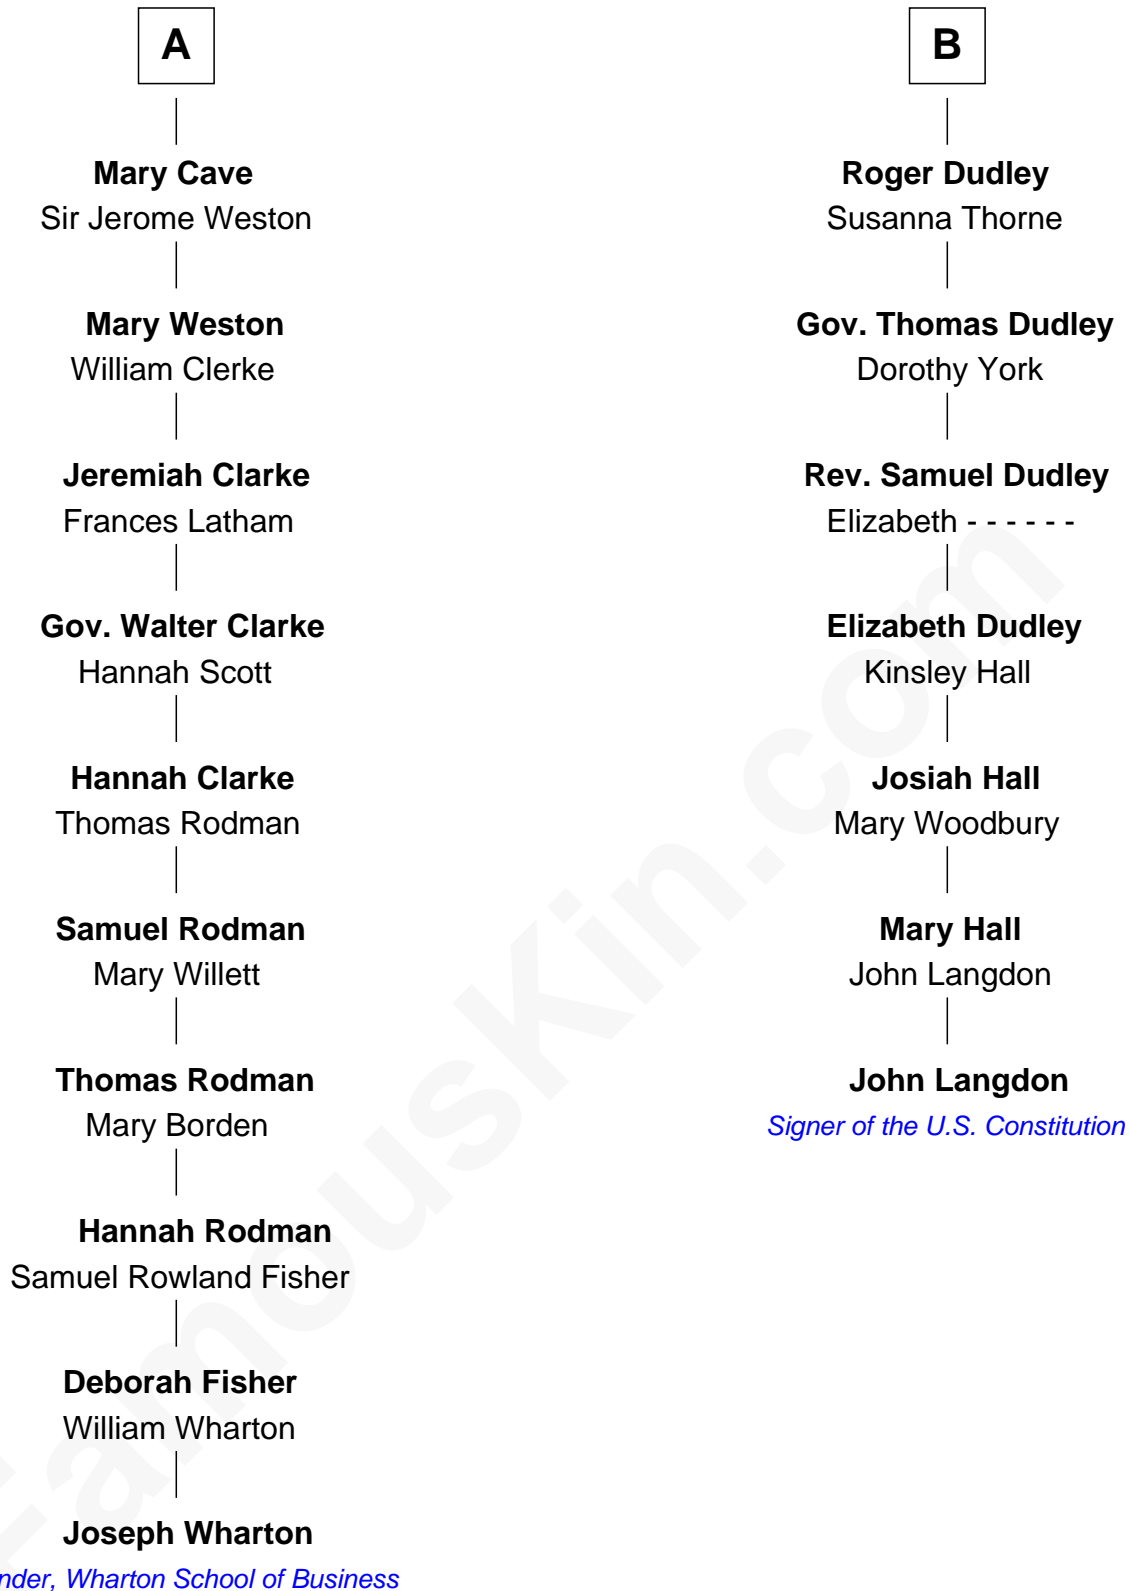 A
Mary Cave
Sir Jerome Weston
Mary Weston
William Clerke
Jeremiah Clarke
Frances Latham
Gov. Walter Clarke
Hannah Scott
Hannah Clarke
Thomas Rodman
Samuel Rodman
Mary Willett
Thomas Rodman
Mary Borden
Hannah Rodman
Samuel Rowland Fisher
Deborah Fisher
William Wharton
Joseph Wharton
nder, Wharton School of Business
B
Roger Dudley
Susanna Thorne
Gov. Thomas Dudley
Dorothy York
Rev. Samuel Dudley
Elizabeth - - - - - -
Elizabeth Dudley
Kinsley Hall
Josiah Hall
Mary Woodbury
Mary Hall
John Langdon
John Langdon
Signer of the U.S. Constitution
FamousKin.com